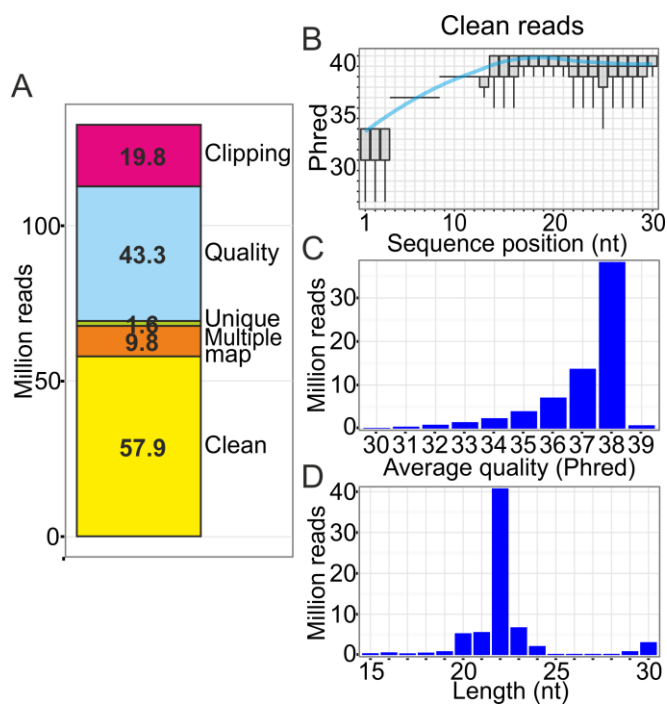 A
Million reads
100
50
0
19.8
Clipping
43.3
Quality
1.6
Unique
9.8
Multiple
map
57.9
Clean
B
Clean reads
Phred
40
35
30
1
10
20
30
Sequence position (nt)
C
Million reads
30
20
10
0
30 31 32 33 34 35 36 37 38 39
Average quality (Phred)
D
Million reads
40
30
20
10
0
15 20 25 30
Length (nt)